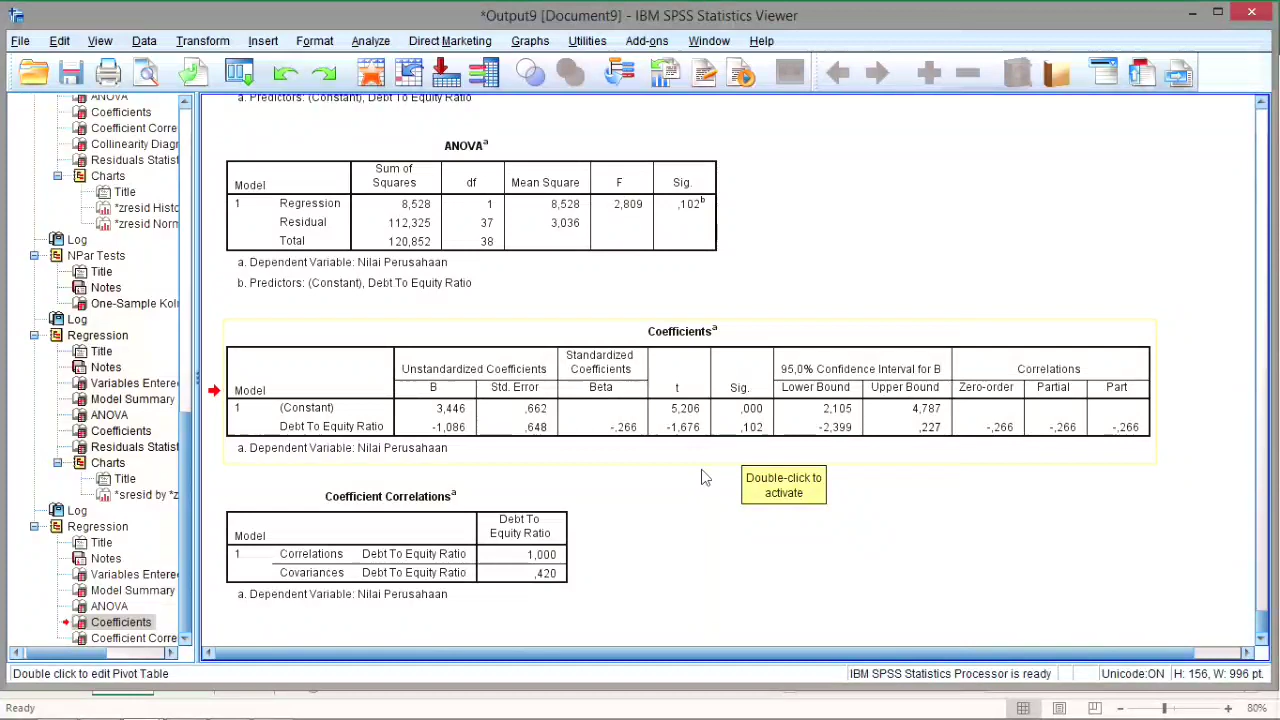 *Output9 [Document9] - IBM SPSS Statistics Viewer
File Edit View Data Transform Insert Format Analyze Direct Marketing Graphs Utilities Add-ons Window Help
ANOVA
Coefficients
Coefficient Corre
Collinearity Diagr
Residuals Statist
Charts
Title
*zresid Histo
*zresid Norm
Log
NPar Tests
Title
Notes
One-Sample Koln
Log
Regression
Title
Notes
Variables Entere
Model Summary
ANOVA
Coefficients
Residuals Statist
Charts
Title
*sresid by *z
Log
Regression
Title
Notes
Variables Entere
Model Summary
ANOVA
Coefficients
Coefficient Corre
a. Predictors: (Constant), Debt To Equity Ratio
ANOVAa
Model Sum of Squares df Mean Square F Sig.
1 Regression 8,528 1 8,528 2,809 ,102b
Residual 112,325 37 3,036
Total 120,852 38
a. Dependent Variable: Nilai Perusahaan
b. Predictors: (Constant), Debt To Equity Ratio
Coefficientsa
Unstandardized Coefficients Standardized Coefficients 95,0% Confidence Interval for B Correlations
Model B Std. Error Beta t Sig. Lower Bound Upper Bound Zero-order Partial Part
1 (Constant) 3,446 ,662 5,206 ,000 2,105 4,787
Debt To Equity Ratio -1,086 ,648 -,266 -1,676 ,102 -2,399 ,227 -,266 -,266 -,266
a. Dependent Variable: Nilai Perusahaan
Double-click to
activate
Coefficient Correlationsa
Model Debt To Equity Ratio
1 Correlations Debt To Equity Ratio 1,000
Covariances Debt To Equity Ratio ,420
a. Dependent Variable: Nilai Perusahaan
Double click to edit Pivot Table IBM SPSS Statistics Processor is ready Unicode:ON H: 156, W: 996 pt.
Ready 80%